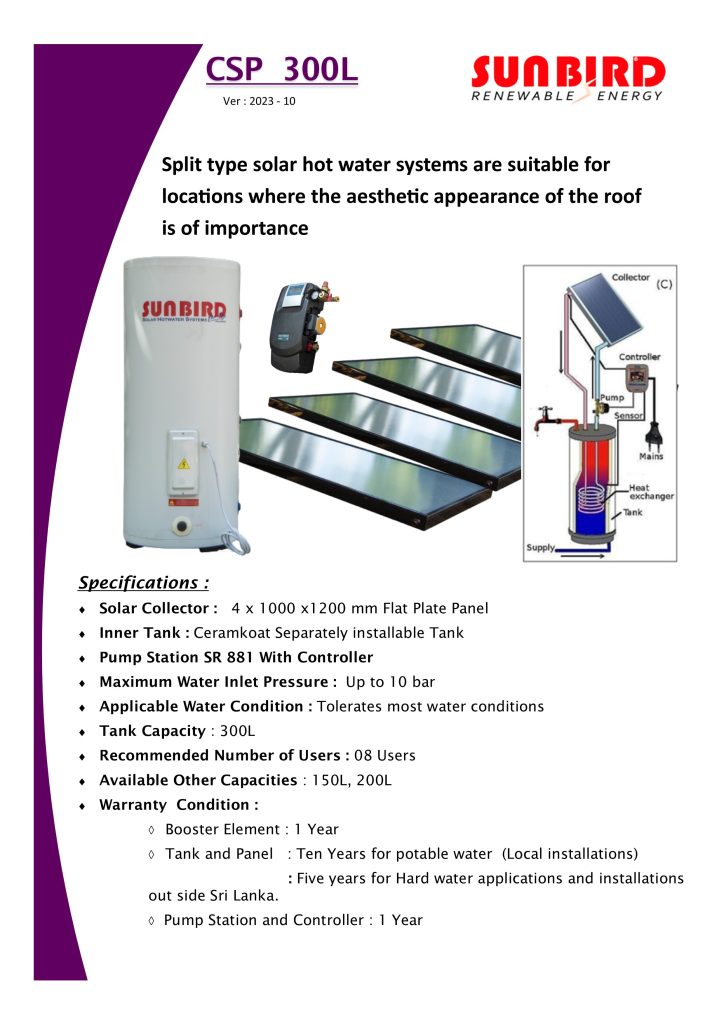 CSP 300L
Ver : 2023 - 10
SUNBIRD
RENEWABLE ENERGY
Split type solar hot water systems are suitable for
locations where the aesthetic appearance of the roof
is of importance
SUNBIRD
SOLAR HOTWATER SYSTEMS
Collector
(C)
Controller
Pump
Sensor
Mains
Heat
exchanger
Tank
Supply
Specifications :
♦ Solar Collector : 4 x 1000 x1200 mm Flat Plate Panel
♦ Inner Tank : Ceramkoat Separately installable Tank
♦ Pump Station SR 881 With Controller
♦ Maximum Water Inlet Pressure : Up to 10 bar
♦ Applicable Water Condition : Tolerates most water conditions
♦ Tank Capacity : 300L
♦ Recommended Number of Users : 08 Users
♦ Available Other Capacities : 150L, 200L
♦ Warranty Condition :
◊ Booster Element : 1 Year
◊ Tank and Panel : Ten Years for potable water (Local installations)
: Five years for Hard water applications and installations
out side Sri Lanka.
◊ Pump Station and Controller : 1 Year